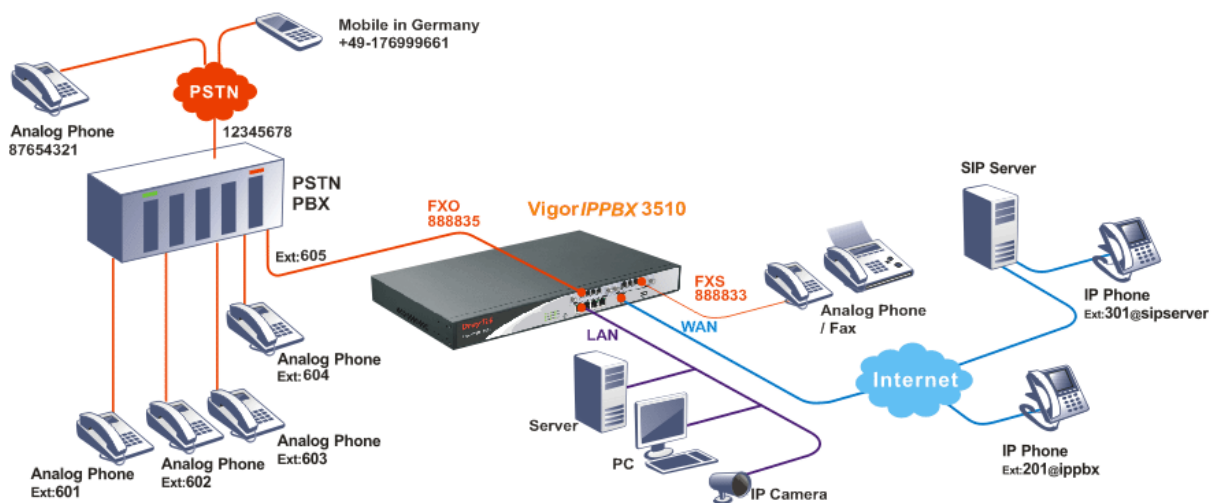 Mobile in Germany
+49-176999661
PSTN
Analog Phone
87654321
12345678
PSTN
PBX
FXO
888835
VigorIPPBX 3510
SIP Server
Ext:605
FXS
888833
IP Phone
Ext:301@sipserver
Analog Phone
/ Fax
WAN
LAN
Analog Phone
Ext:604
Internet
Server
PC
IP Camera
IP Phone
Ext:201@ippbx
Analog Phone
Ext:603
Analog Phone
Ext:602
Analog Phone
Ext:601